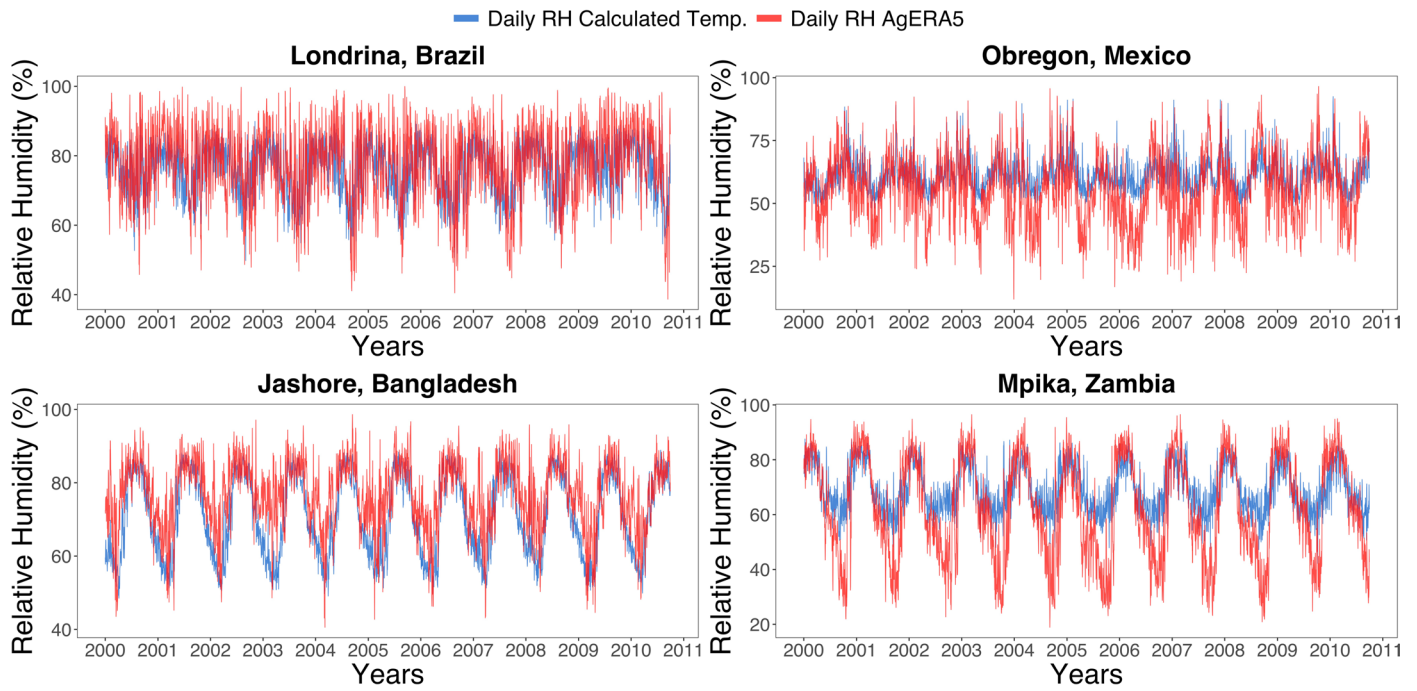 Daily RH Calculated Temp. Daily RH AgERA5
Londrina, Brazil
Relative Humidity (%)
100
80
60
40
2000 2001 2002 2003 2004 2005 2006 2007 2008 2009 2010 2011
Years
Obregon, Mexico
Relative Humidity (%)
100
75
50
25
2000 2001 2002 2003 2004 2005 2006 2007 2008 2009 2010 2011
Years
Jashore, Bangladesh
Relative Humidity (%)
100
80
60
40
2000 2001 2002 2003 2004 2005 2006 2007 2008 2009 2010 2011
Years
Mpika, Zambia
Relative Humidity (%)
100
80
60
40
20
2000 2001 2002 2003 2004 2005 2006 2007 2008 2009 2010 2011
Years